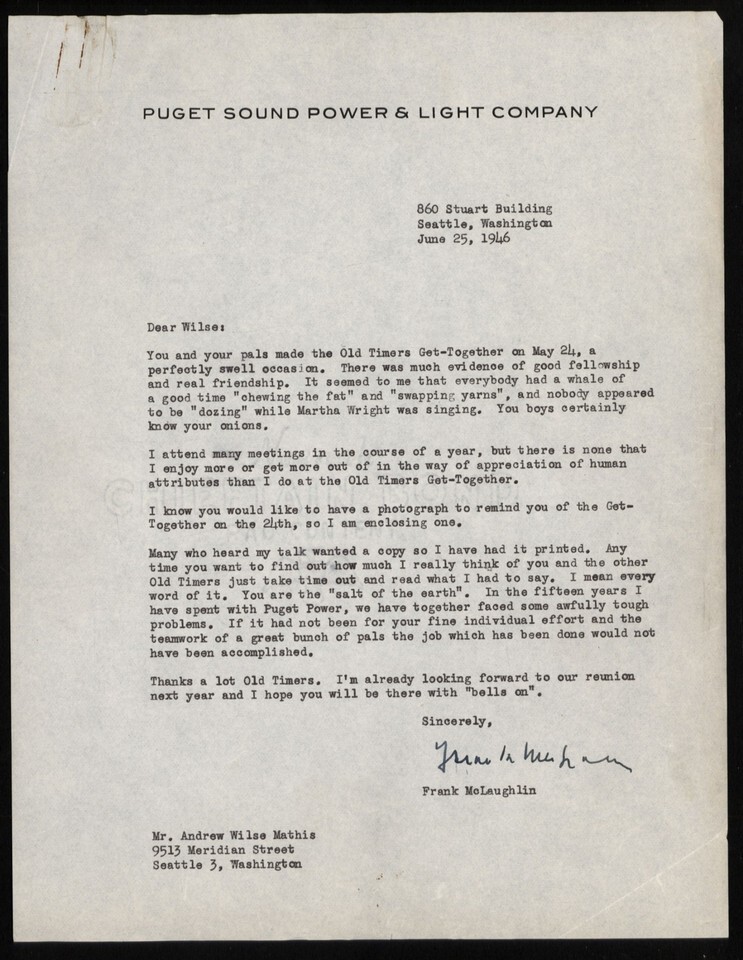 PUGET SOUND POWER & LIGHT COMPANY
860 Stuart Building
Seattle, Washington
June 25, 1946
Dear Wilse:
You and your pals made the Old Timers Get-Together on May 24, a
perfectly swell occasion. There was much evidence of good fellowship
and real friendship. It seemed to me that everybody had a whale of
a good time "chewing the fat" and "swapping yarns", and nobody appeared
to be "dozing" while Martha Wright was singing. You boys certainly
know your onions.
I attend many meetings in the course of a year, but there is none that
I enjoy more or get more out of in the way of appreciation of human
attributes than I do at the Old Timers Get-Together.
I know you would like to have a photograph to remind you of the Get-
Together on the 24th, so I am enclosing one.
Many who heard my talk wanted a copy so I have had it printed. Any
time you want to find out how much I really think of you and the other
Old Timers just take time out and read what I had to say. I mean every
word of it. You are the "salt of the earth". In the fifteen years I
have spent with Puget Power, we have together faced some awfully tough
problems. If it had not been for your fine individual effort and the
teamwork of a great bunch of pals the job which has been done would not
have been accomplished.
Thanks a lot Old Timers. I'm already looking forward to our reunion
next year and I hope you will be there with "bells on".
Sincerely,
Frank McLaughlin
Frank McLaughlin
Mr. Andrew Wilse Mathis
9513 Meridian Street
Seattle 3, Washington